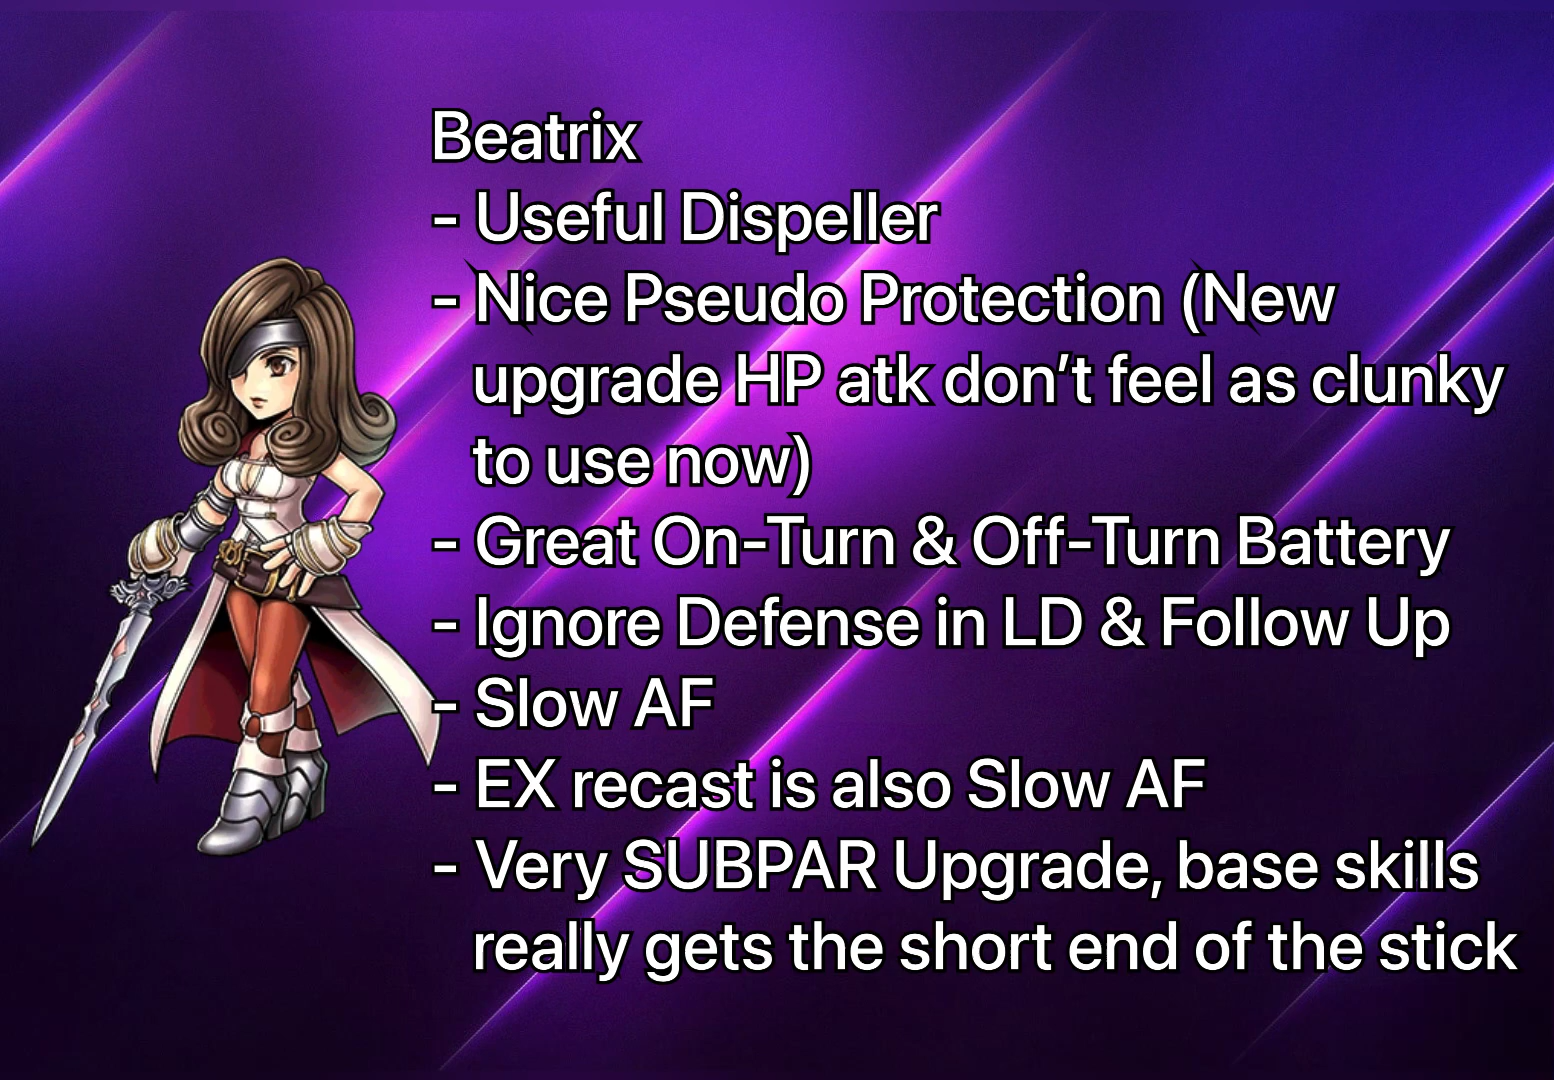 Beatrix
- Useful Dispeller
- Nice Pseudo Protection (New
upgrade HP atk don’t feel as clunky
to use now)
- Great On-Turn & Off-Turn Battery
- Ignore Defense in LD & Follow Up
- Slow AF
- EX recast is also Slow AF
- Very SUBPAR Upgrade, base skills
really gets the short end of the stick